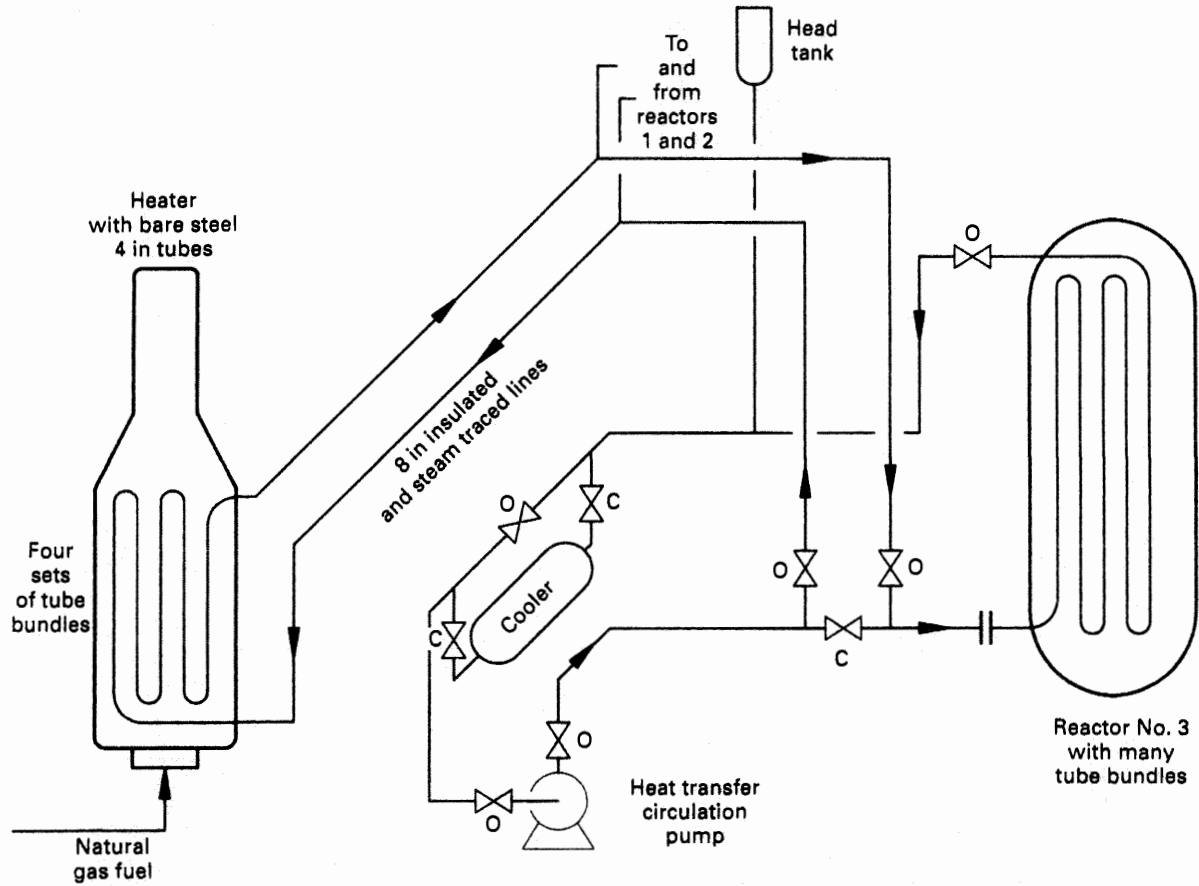 Head
tank
To
and
from
reactors
1 and 2
Heater
with bare steel
4 in tubes
O
8 in insulated
and steam traced lines
O
C
Four
sets
of tube
bundles
Cooler
O
O
C
C
O
O
Reactor No. 3
with many
tube bundles
Heat transfer
circulation
pump
Natural
gas fuel